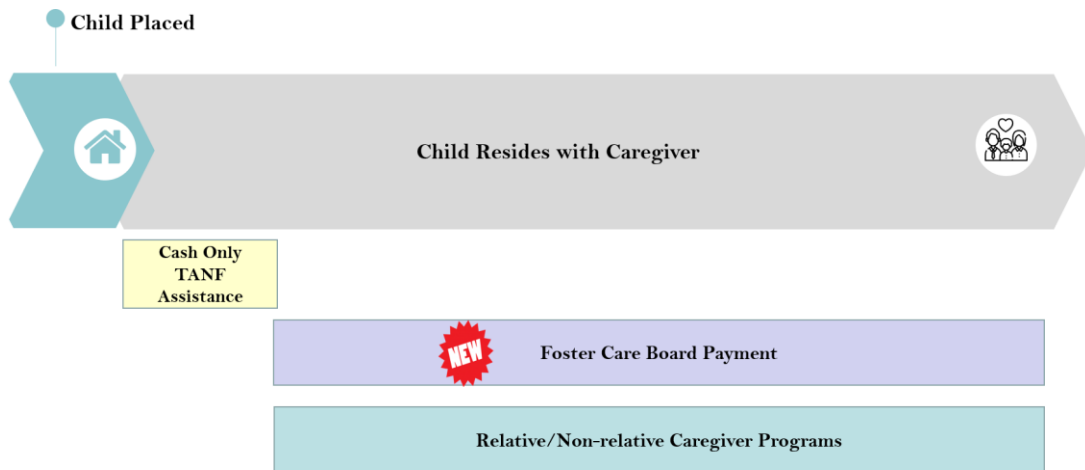 Child Placed
Child Resides with Caregiver
Cash Only
TANF
Assistance
NEW
Foster Care Board Payment
Relative/Non-relative Caregiver Programs